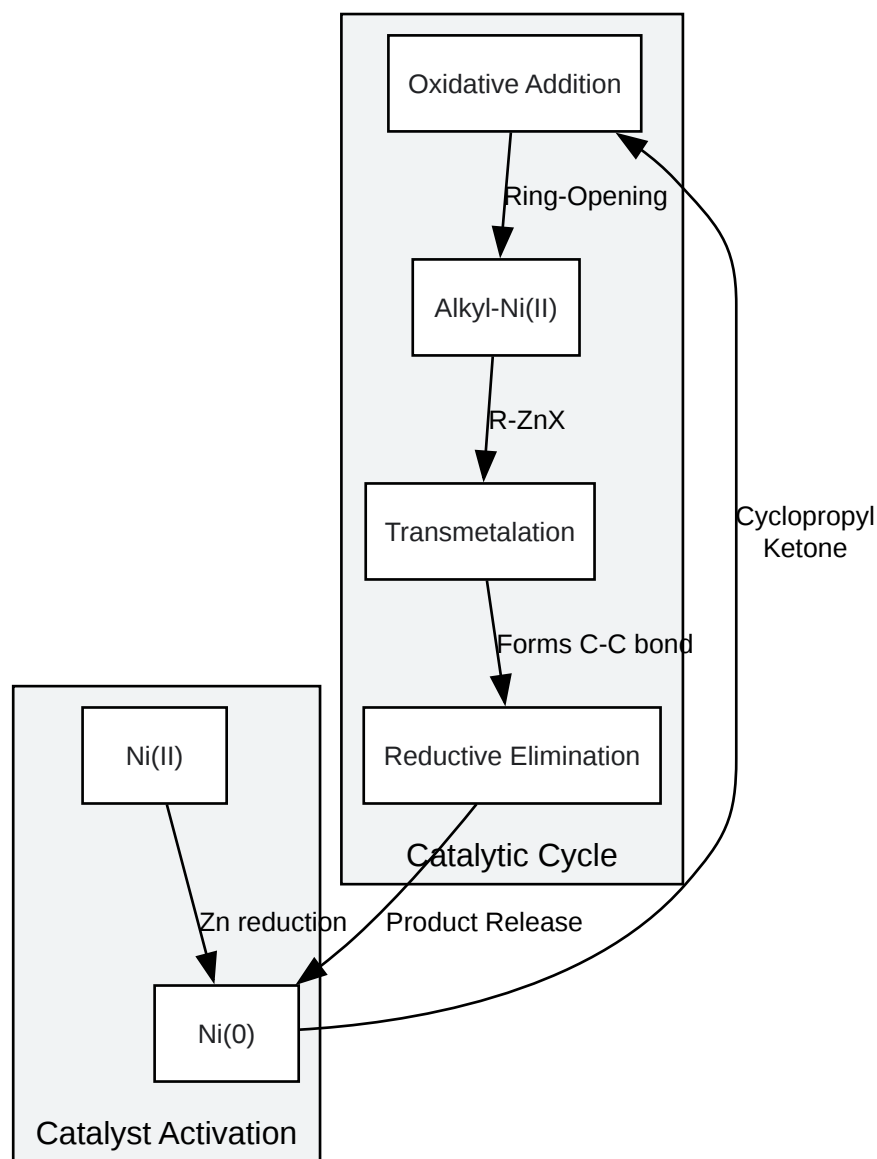 Oxidative Addition
Ring-Opening
Alkyl-Ni(II)
R-ZnX
Transmetalation
Cyclopropyl
Ketone
Forms C-C bond
Ni(II)
Reductive Elimination
Catalytic Cycle
Zn reduction
Product Release
Ni(0)
Catalyst Activation